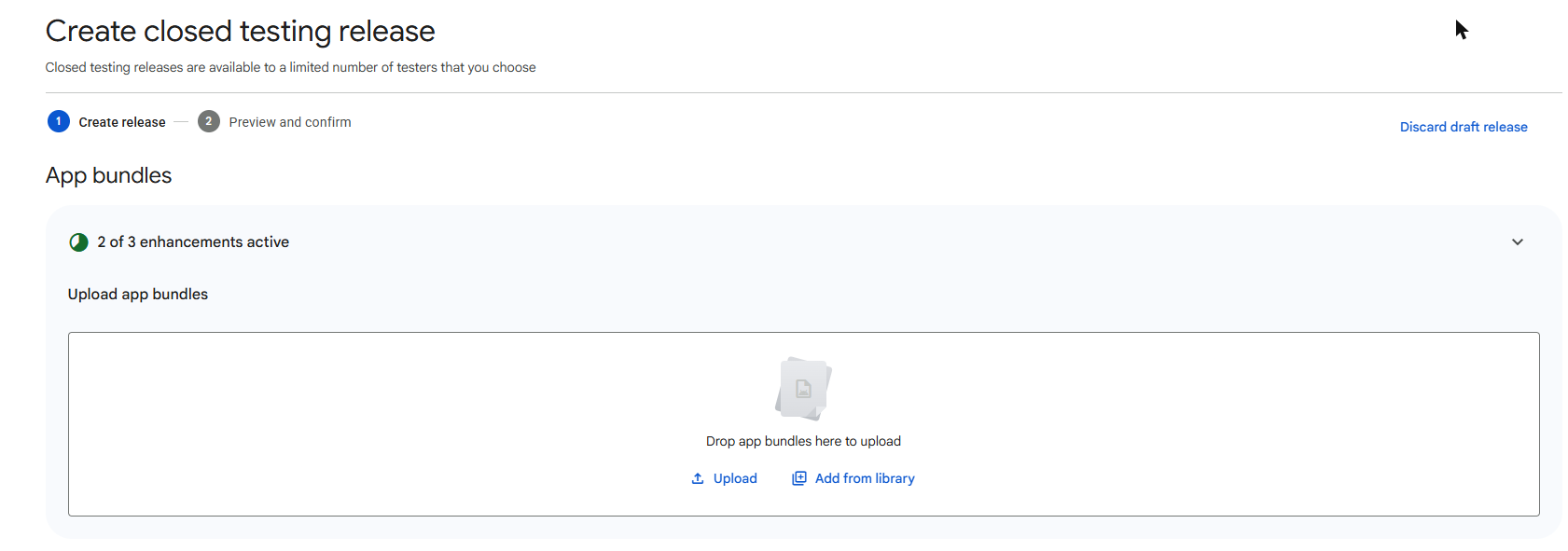 Create closed testing release
Closed testing releases are available to a limited number of testers that you choose
1 Create release — 2 Preview and confirm
Discard draft release
App bundles
2 of 3 enhancements active
Upload app bundles
Drop app bundles here to upload
Upload Add from library